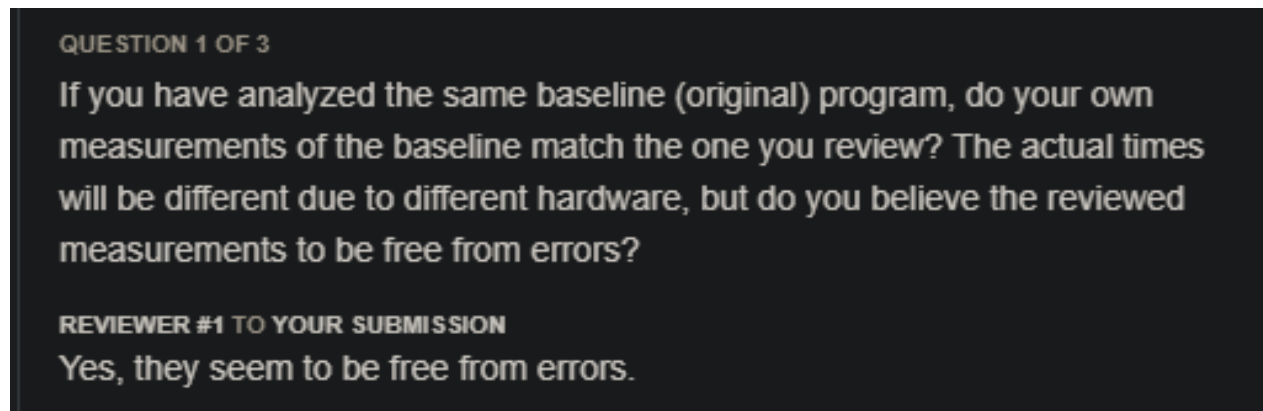 QUESTION 1 OF 3
If you have analyzed the same baseline (original) program, do your own
measurements of the baseline match the one you review? The actual times
will be different due to different hardware, but do you believe the reviewed
measurements to be free from errors?
REVIEWER #1 TO YOUR SUBMISSION
Yes, they seem to be free from errors.